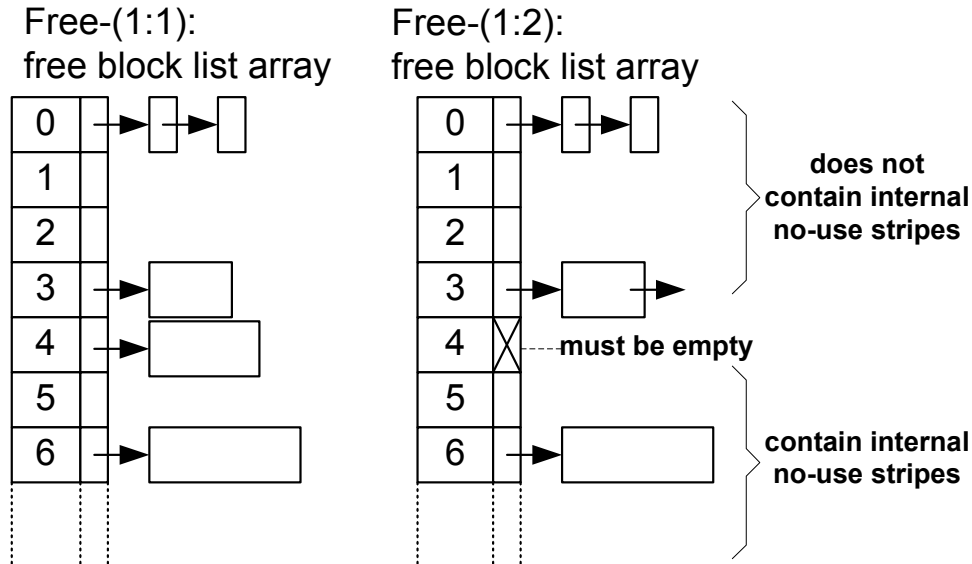 Free-(1:1):
free block list array
0
1
2
3
4
5
6
Free-(1:2):
free block list array
0
1
2
3
4
5
6
does not
contain internal
no-use stripes
must be empty
contain internal
no-use stripes